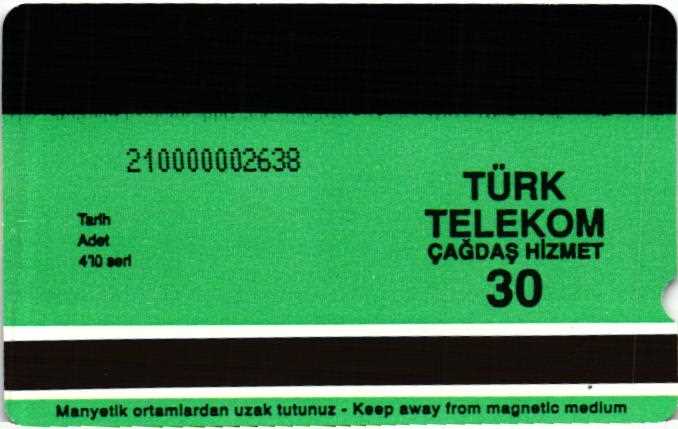 210000002638
TÜRK
TELEKOM
ÇAĞDAŞ HİZMET
30
Tarih
Adet
4'10 seri
Manyetik ortamlardan uzak tutunuz - Keep away from magnetic medium